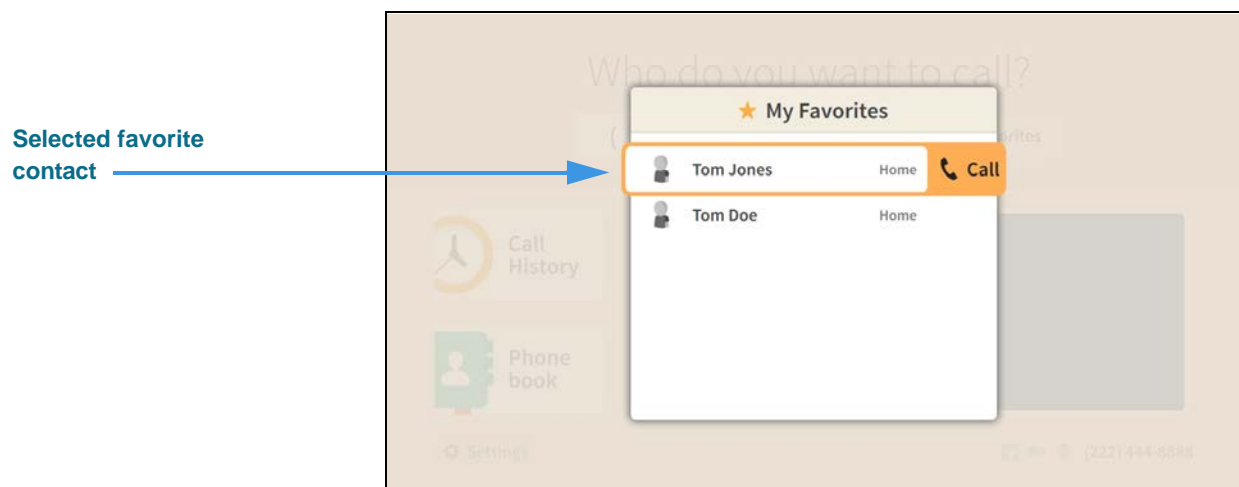 Who do you want to call?
My Favorites
Selected favorite
contact
Tom Jones Home Call
Tom Doe Home
Call
History
Phone
book
Settings
(222) 444-8888